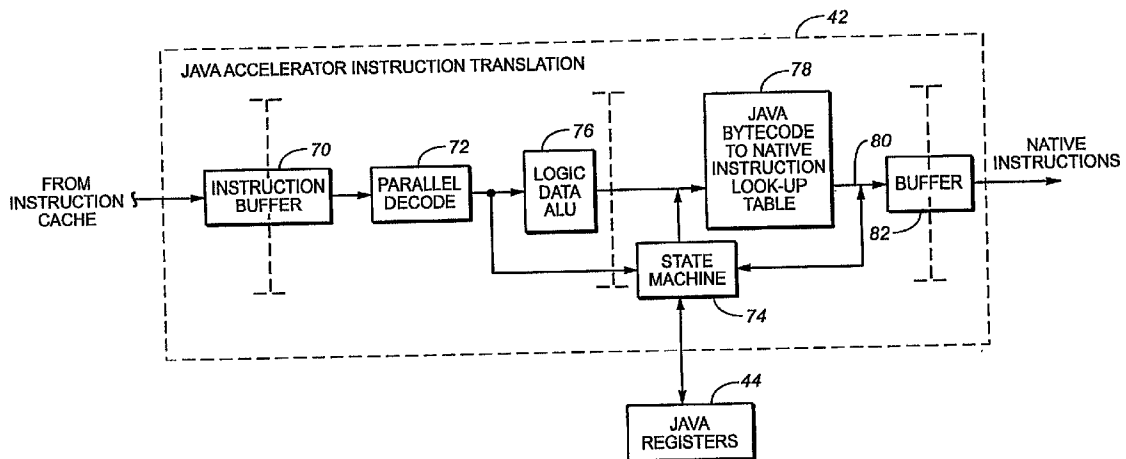 42
JAVA ACCELERATOR INSTRUCTION TRANSLATION
FROM
INSTRUCTION
CACHE
70
INSTRUCTION
BUFFER
72
PARALLEL
DECODE
76
LOGIC
DATA
ALU
78
JAVA
BYTECODE
TO NATIVE
INSTRUCTION
LOOK-UP
TABLE
80
BUFFER
82
NATIVE
INSTRUCTIONS
STATE
MACHINE
74
44
JAVA
REGISTERS